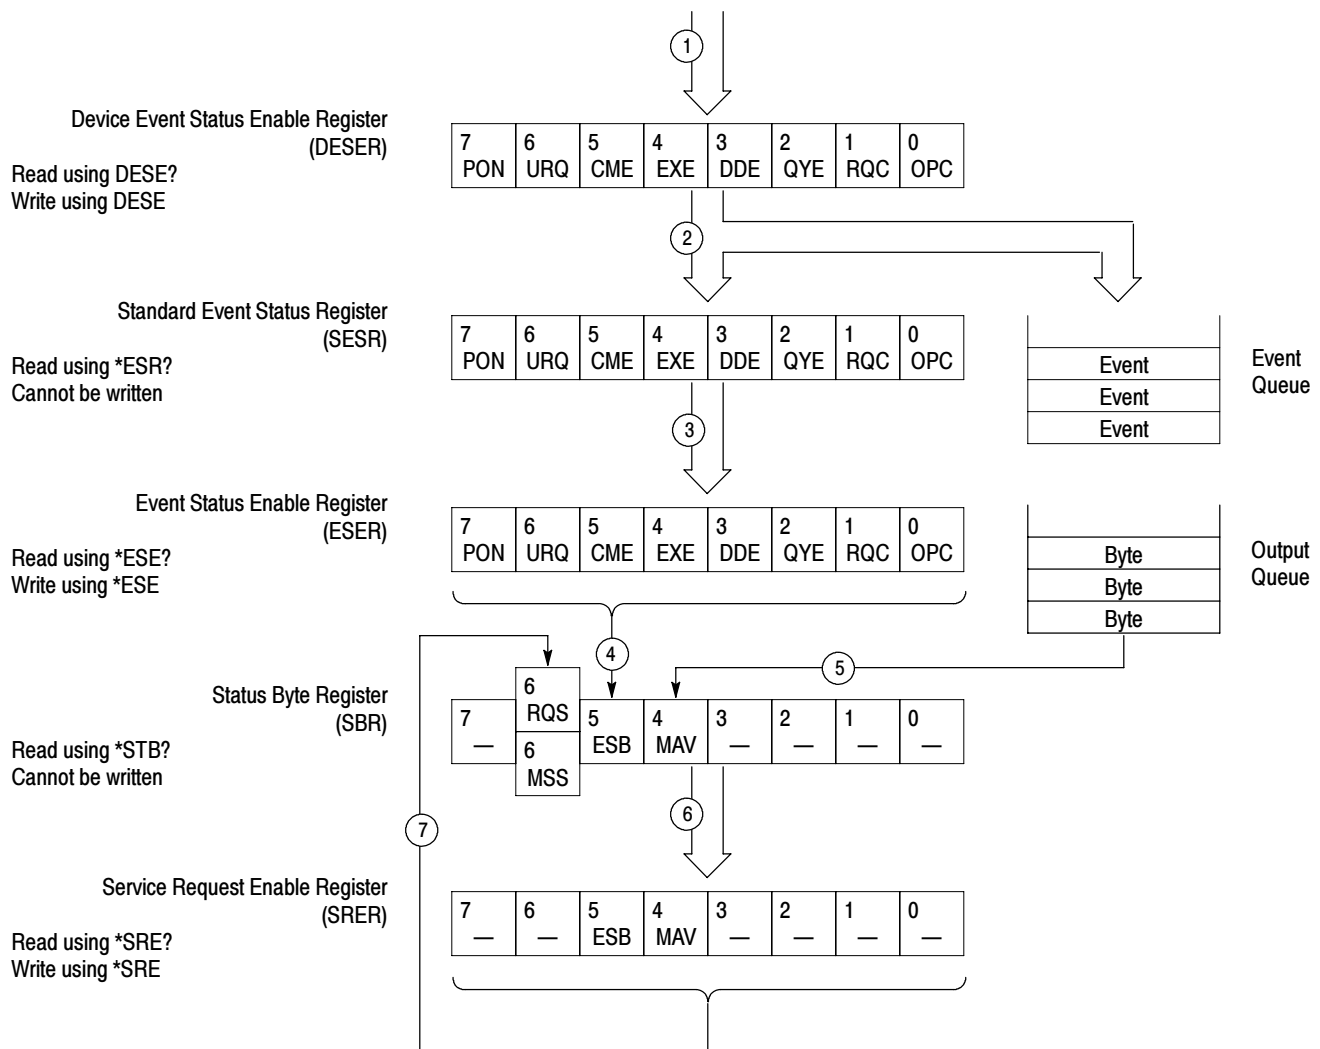 1
Device Event Status Enable Register
(DESER)
Read using DESE?
Write using DESE
7 6 5 4 3 2 1 0
PON URQ CME EXE DDE QYE RQC OPC
2
Standard Event Status Register
(SESR)
Read using *ESR?
Cannot be written
7 6 5 4 3 2 1 0
PON URQ CME EXE DDE QYE RQC OPC
Event
Event
Event
Event
Queue
3
Event Status Enable Register
(ESER)
Read using *ESE?
Write using *ESE
7 6 5 4 3 2 1 0
PON URQ CME EXE DDE QYE RQC OPC
Byte
Byte
Byte
Output
Queue
4
5
Status Byte Register
(SBR)
Read using *STB?
Cannot be written
6
RQS
7 5 4 3 2 1 0
— ESB MAV — — — —
6
MSS
6
7
Service Request Enable Register
(SRER)
Read using *SRE?
Write using *SRE
7 6 5 4 3 2 1 0
— — ESB MAV — — — —